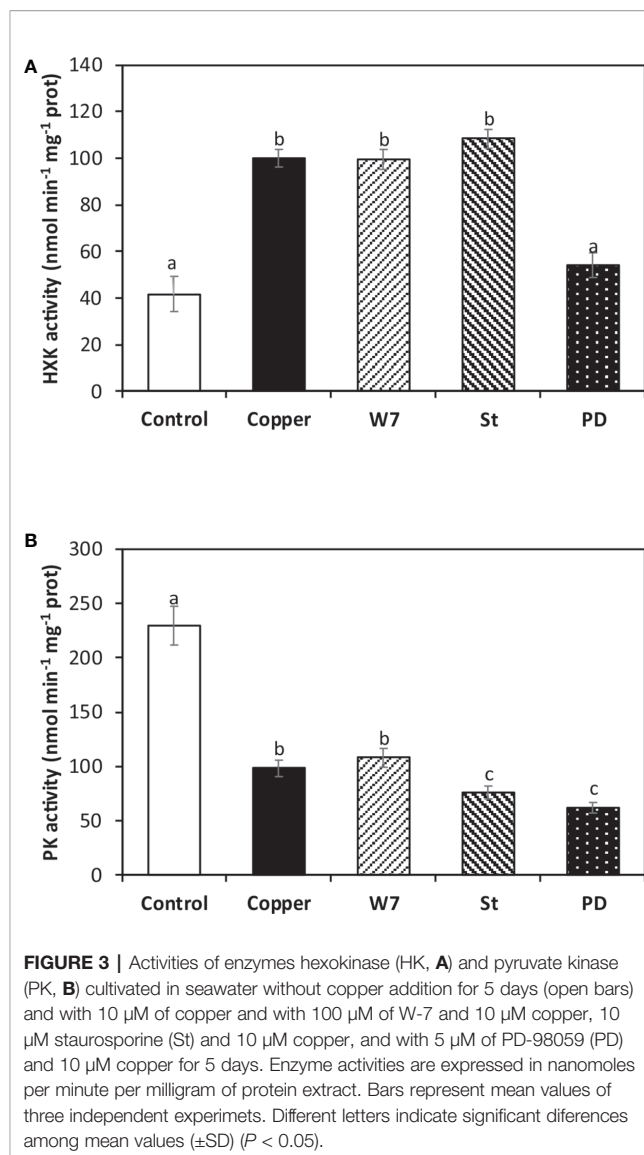 A
HXK activity (nmol min⁻¹ mg⁻¹ prot)
140
120
100
80
60
40
20
0
a
b
b
b
a
Control Copper W7 St PD
B
PK activity (nmol min⁻¹ mg⁻¹ prot)
300
250
200
150
100
50
0
a
b
b
c
c
Control Copper W7 St PD
FIGURE 3 | Activities of enzymes hexokinase (HK, A) and pyruvate kinase
(PK, B) cultivated in seawater without copper addition for 5 days (open bars)
and with 10 µM of copper and with 100 µM of W-7 and 10 µM copper, 10
µM staurosporine (St) and 10 µM copper, and with 5 µM of PD-98059 (PD)
and 10 µM copper for 5 days. Enzyme activities are expressed in nanomoles
per minute per milligram of protein extract. Bars represent mean values of
three independent experimets. Different letters indicate significant diferences
among mean values (±SD) (P < 0.05).